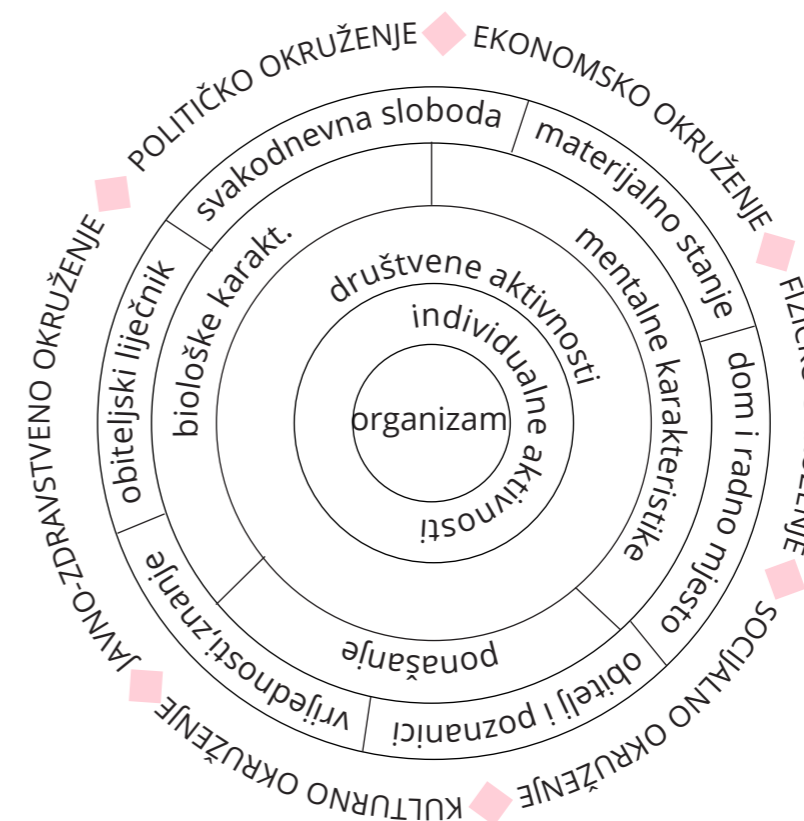 POLITIČKO OKRUŽENJE
EKONOMSKO OKRUŽENJE
SOCIJALNO OKRUŽENJE
KULTURNO OKRUŽENJE
JAVNO-ZDRAVSTVENO OKRUŽENJE
svakodnevna sloboda
materijalno stanje
dom i radno mjesto
obitelj i poznanici
vrijednosti,znanje
obiteljski liječnik
biološke karakt.
mentalne karakteristike
ponašanje
društvene aktivnosti
individualne aktivnosti
organizam